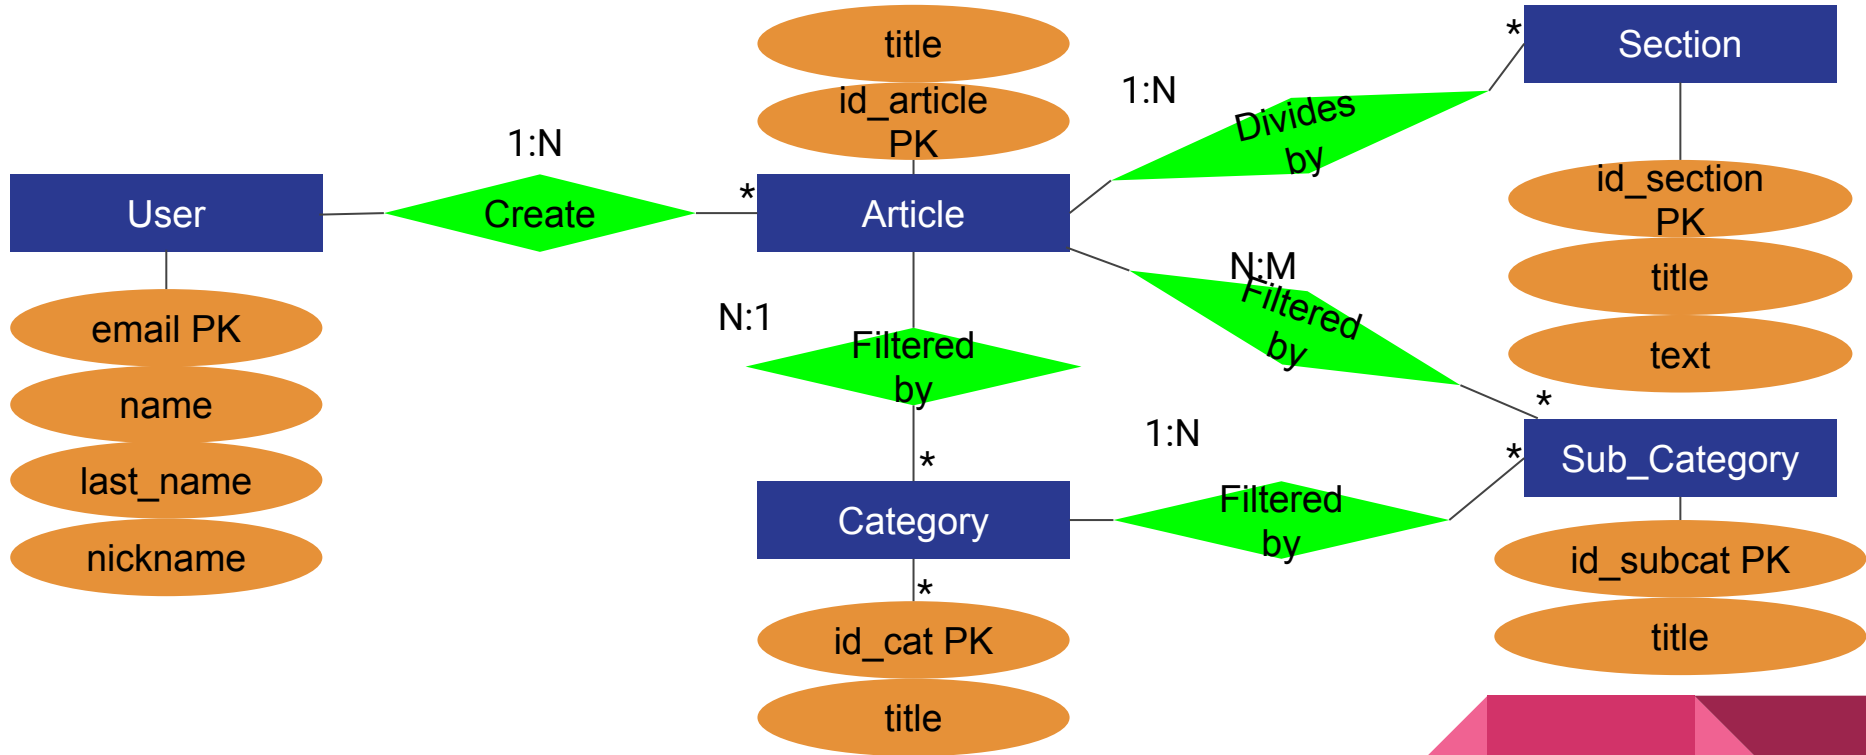 title
id_article
PK
1:N
User
Create
*
Article
email PK
name
last_name
nickname
1:N
Divides
by
*
Section
id_section
PK
title
text
N:1
Filtered
by
*
N:M
Filtered
by
*
Category
1:N
Filtered
by
*
Sub_Category
*
id_cat PK
title
id_subcat PK
title